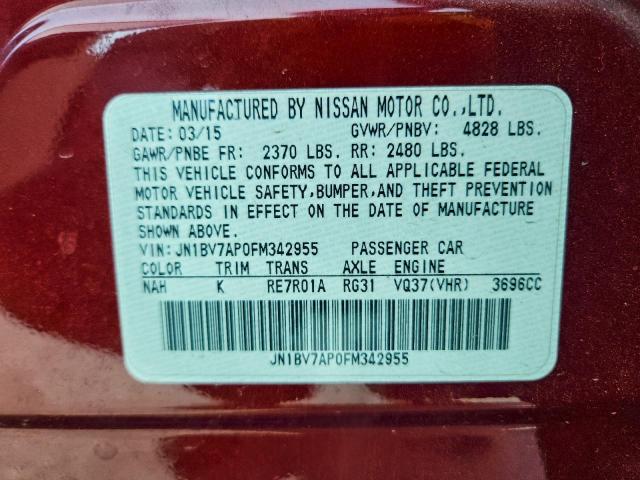 MANUFACTURED BY NISSAN MOTOR CO.,LTD.
DATE: 03/15 GVWR/PNBV: 4828 LBS.
GAWR/PNBE FR: 2370 LBS. RR: 2480 LBS.
THIS VEHICLE CONFORMS TO ALL APPLICABLE FEDERAL
MOTOR VEHICLE SAFETY,BUMPER,AND THEFT PREVENTION
STANDARDS IN EFFECT ON THE DATE OF MANUFACTURE
SHOWN ABOVE.
VIN: JN1BV7AP0FM342955 PASSENGER CAR
COLOR TRIM TRANS AXLE ENGINE
NAH K RE7R01A RG31 VQ37(VHR) 3696CC
JN1BV7AP0FM342955